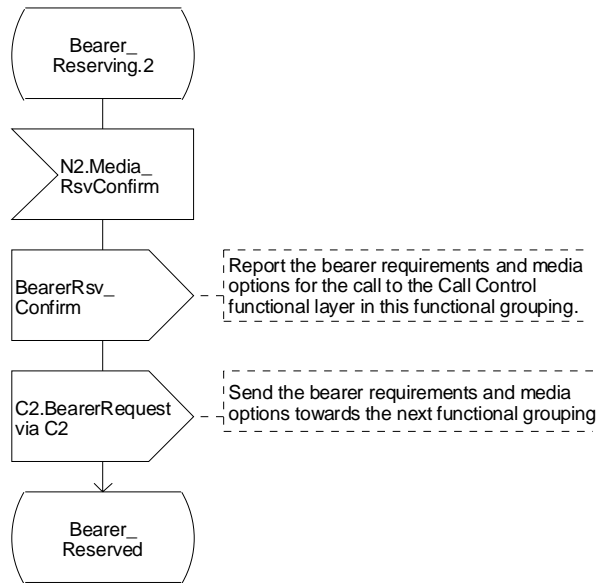 Bearer_
Reserving.2
N2.Media_
RsvConfirm
BearerRsv_
Confirm
Report the bearer requirements and media
options for the call to the Call Control
functional layer in this functional grouping.
C2.BearerRequest
via C2
Send the bearer requirements and media
options towards the next functional grouping
Bearer_
Reserved